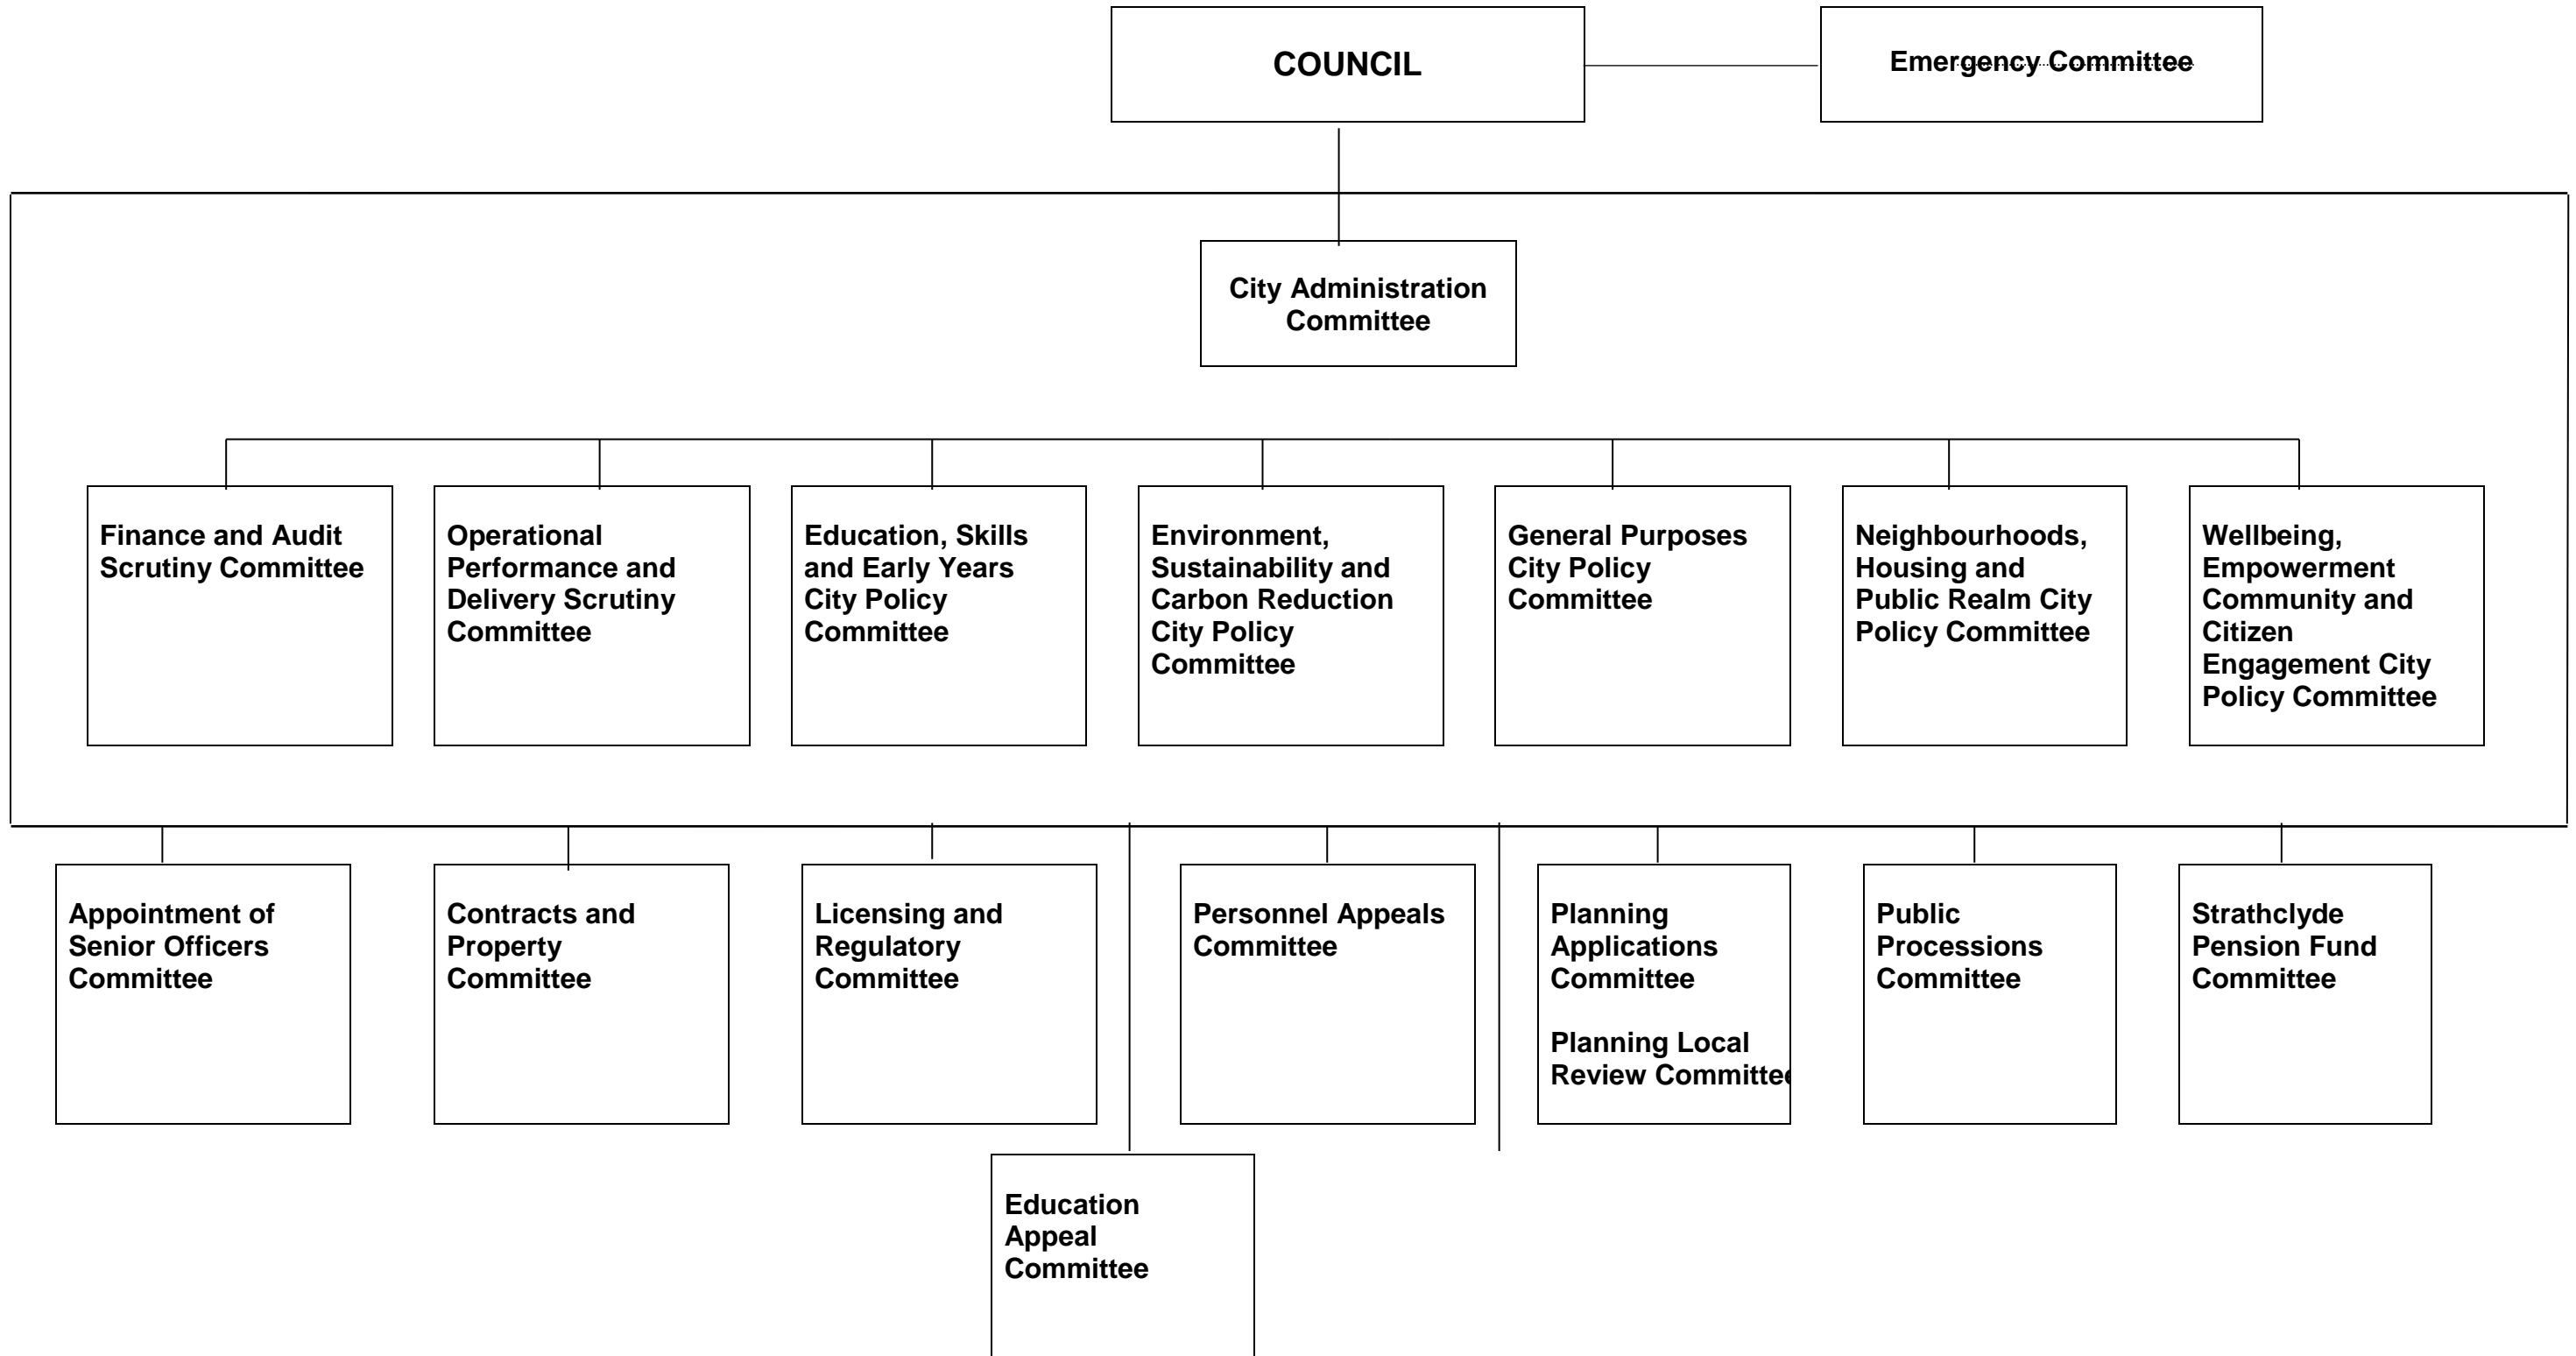 COUNCIL
Emergency Committee
City Administration
Committee
Finance and Audit
Scrutiny Committee
Operational
Performance and
Delivery Scrutiny
Committee
Education, Skills
and Early Years
City Policy
Committee
Environment,
Sustainability and
Carbon Reduction
City Policy
Committee
General Purposes
City Policy
Committee
Neighbourhoods,
Housing and
Public Realm City
Policy Committee
Wellbeing,
Empowerment
Community and
Citizen
Engagement City
Policy Committee
Appointment of
Senior Officers
Committee
Contracts and
Property
Committee
Licensing and
Regulatory
Committee
Personnel Appeals
Committee
Planning
Applications
Committee
Planning Local
Review Committee
Public
Processions
Committee
Strathclyde
Pension Fund
Committee
Education
Appeal
Committee